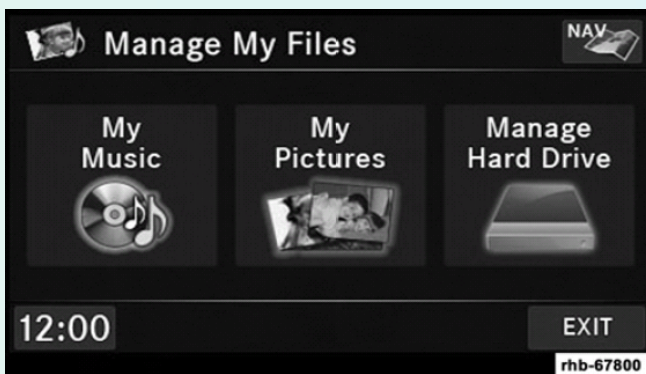 Manage My Files
NAV
My
Music
My
Pictures
Manage
Hard Drive
12:00
EXIT
rhb-67800